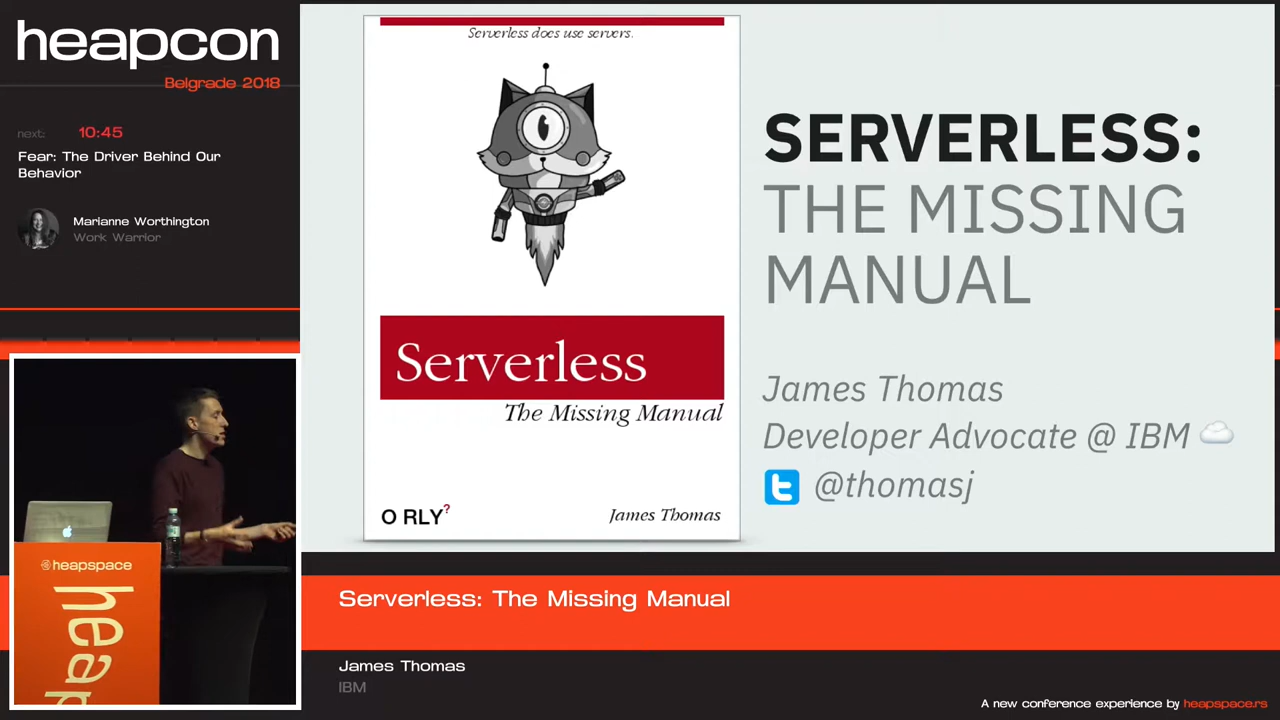 heapcon
Belgrade 2018
next: 10:45
Fear: The Driver Behind Our
Behavior
Marianne Worthington
Work Warrior
Serverless does use servers.
Serverless
The Missing Manual
O RLY?
James Thomas
SERVERLESS:
THE MISSING
MANUAL
James Thomas
Developer Advocate @ IBM
@thomasj
heapspace
heap
Serverless: The Missing Manual
James Thomas
IBM
A new conference experience by heapspace.rs